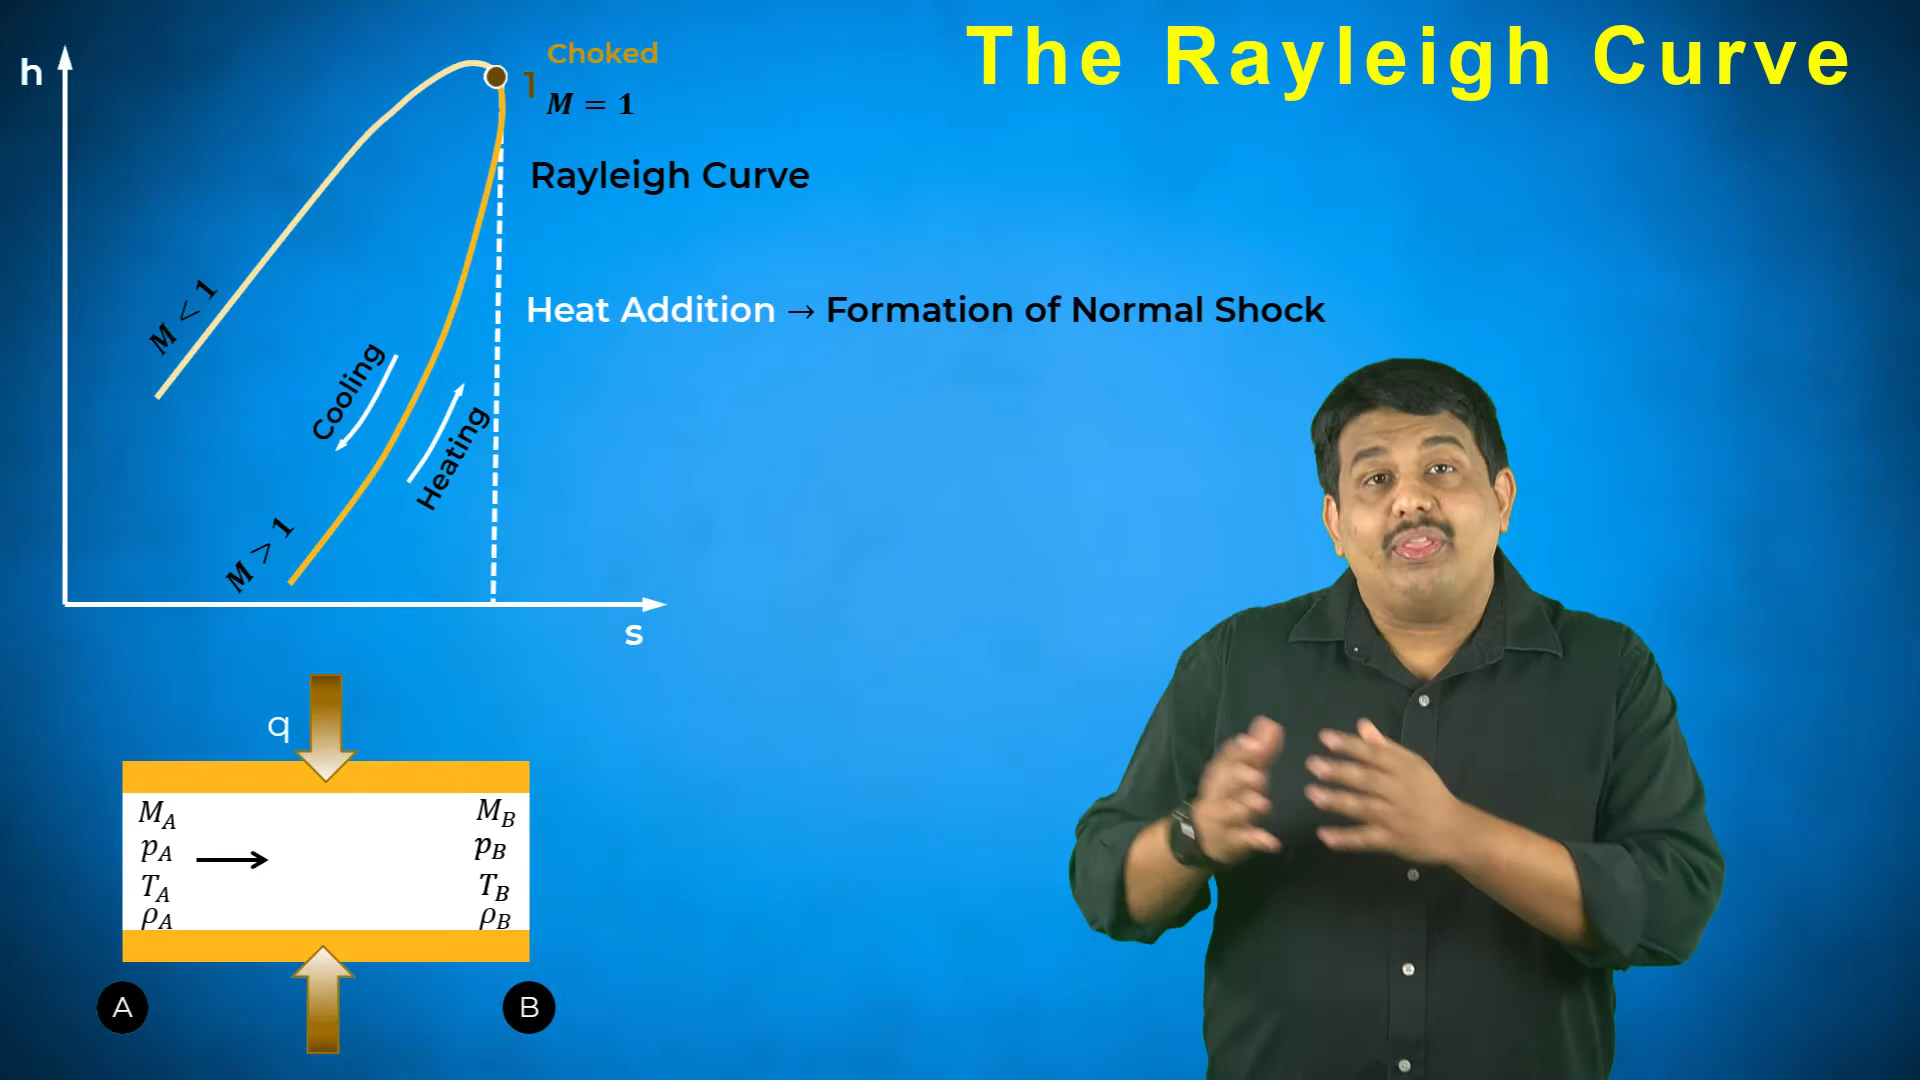 The Rayleigh Curve
h
Choked
1
M = 1
Rayleigh Curve
Heat Addition → Formation of Normal Shock
M < 1
Cooling
Heating
M > 1
s
q
M_A
M_B
p_A
p_B
T_A
T_B
ρ_A
ρ_B
A
B